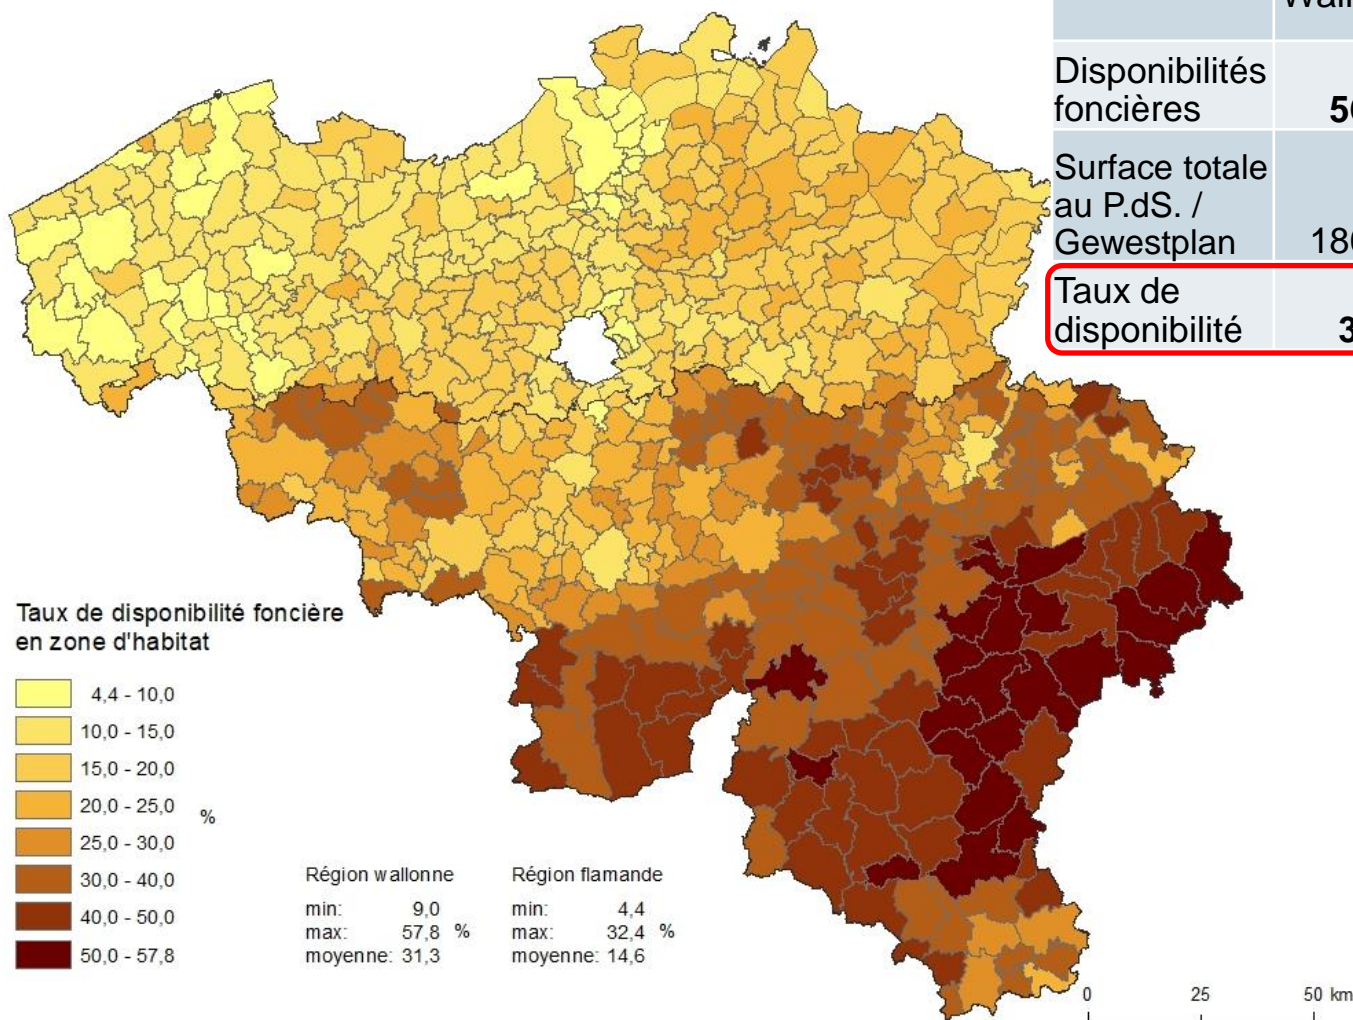 Disponibilités
foncières
Surface totale
au P.dS. /
Gewestplan
Taux de
disponibilité
Taux de disponibilité foncière
en zone d'habitat
4,4 - 10,0
10,0 - 15,0
15,0 - 20,0
20,0 - 25,0 %
25,0 - 30,0
30,0 - 40,0
40,0 - 50,0
50,0 - 57,8
Région wallonne
min: 9,0
max: 57,8 %
moyenne: 31,3
Région flamande
min: 4,4
max: 32,4 %
moyenne: 14,6
0 25 50 km